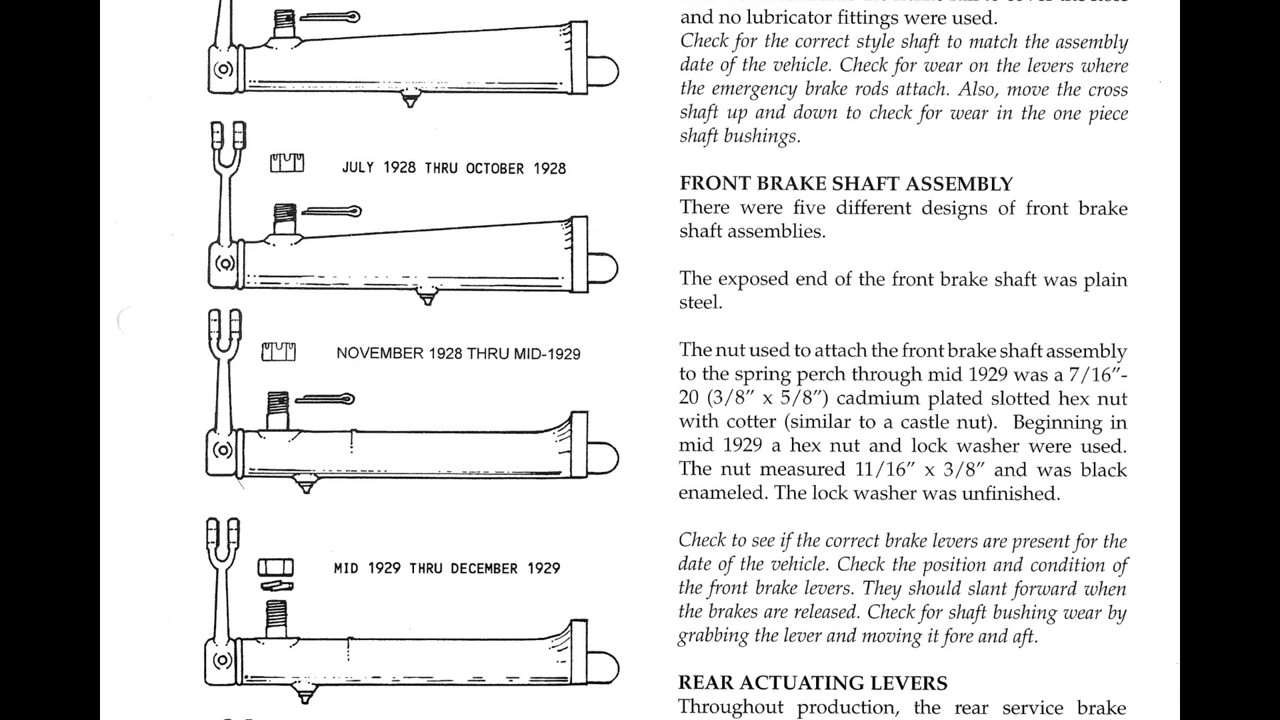 JULY 1928 THRU OCTOBER 1928
NOVEMBER 1928 THRU MID-1929
MID 1929 THRU DECEMBER 1929
and no lubricator fittings were used.
Check for the correct style shaft to match the assembly
date of the vehicle. Check for wear on the levers where
the emergency brake rods attach. Also, move the cross
shaft up and down to check for wear in the one piece
shaft bushings.
FRONT BRAKE SHAFT ASSEMBLY
There were five different designs of front brake
shaft assemblies.
The exposed end of the front brake shaft was plain
steel.
The nut used to attach the front brake shaft assembly
to the spring perch through mid 1929 was a 7/16”-
20 (3/8” x 5/8”) cadmium plated slotted hex nut
with cotter (similar to a castle nut). Beginning in
mid 1929 a hex nut and lock washer were used.
The nut measured 11/16” x 3/8” and was black
enameled. The lock washer was unfinished.
Check to see if the correct brake levers are present for the
date of the vehicle. Check the position and condition of
the front brake levers. They should slant forward when
the brakes are released. Check for shaft bushing wear by
grabbing the lever and moving it fore and aft.
REAR ACTUATING LEVERS
Throughout production, the rear service brake